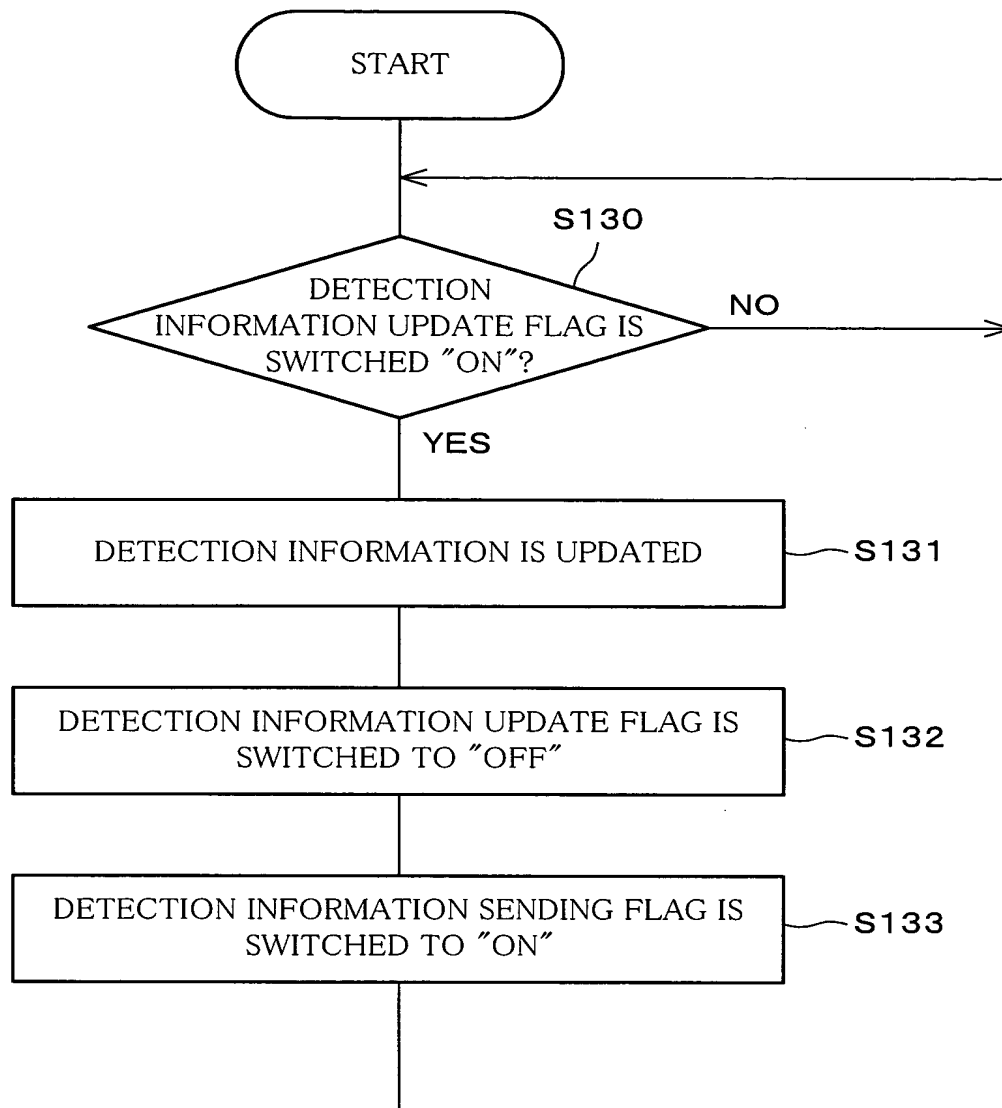 START
S130
DETECTION
INFORMATION UPDATE FLAG IS
SWITCHED "ON"?
NO
YES
DETECTION INFORMATION IS UPDATED
S131
DETECTION INFORMATION UPDATE FLAG IS
SWITCHED TO "OFF"
S132
DETECTION INFORMATION SENDING FLAG IS
SWITCHED TO "ON"
S133